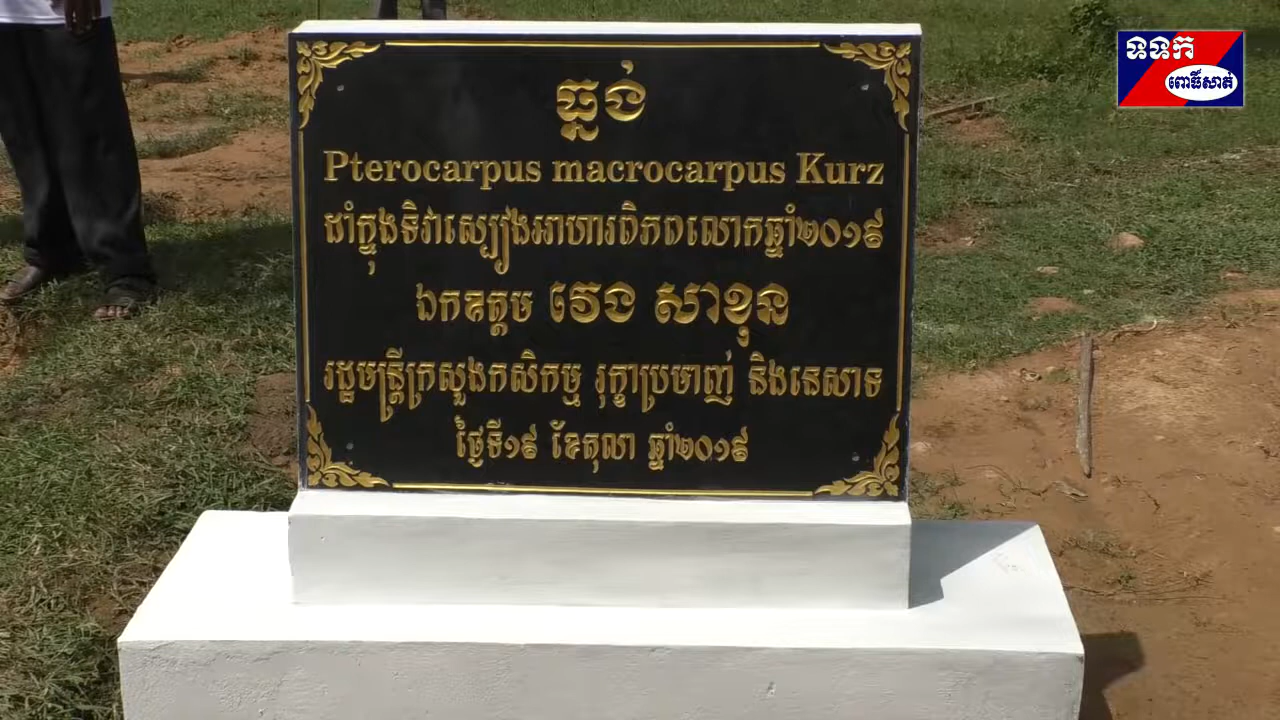 ទទក
ពោធិ៍សាត់
ធ្នង់
Pterocarpus macrocarpus Kurz
ដាំក្នុងទិវាស្បៀងអាហារពិភពលោកឆ្នាំ២០១៩
ឯកឧត្តម វេង សាខុន
រដ្ឋមន្ត្រីក្រសួងកសិកម្ម រុក្ខាប្រមាញ់ និងនេសាទ
ថ្ងៃទី១៩ ខែតុលា ឆ្នាំ២០១៩